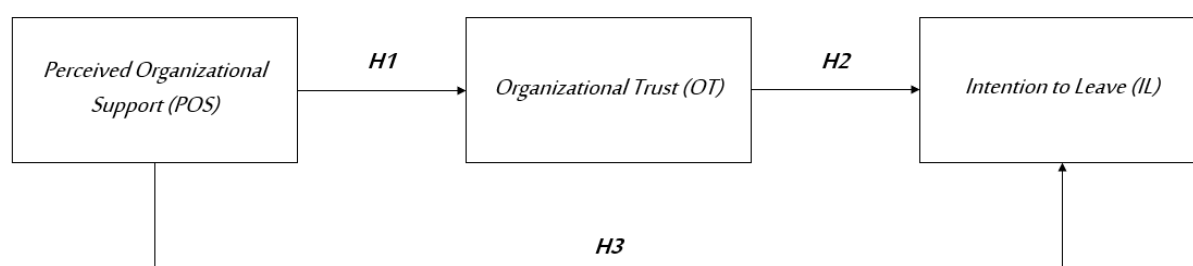 H1
H2
Perceived Organizational
Support (POS)
Organizational Trust (OT)
Intention to Leave (IL)
H3